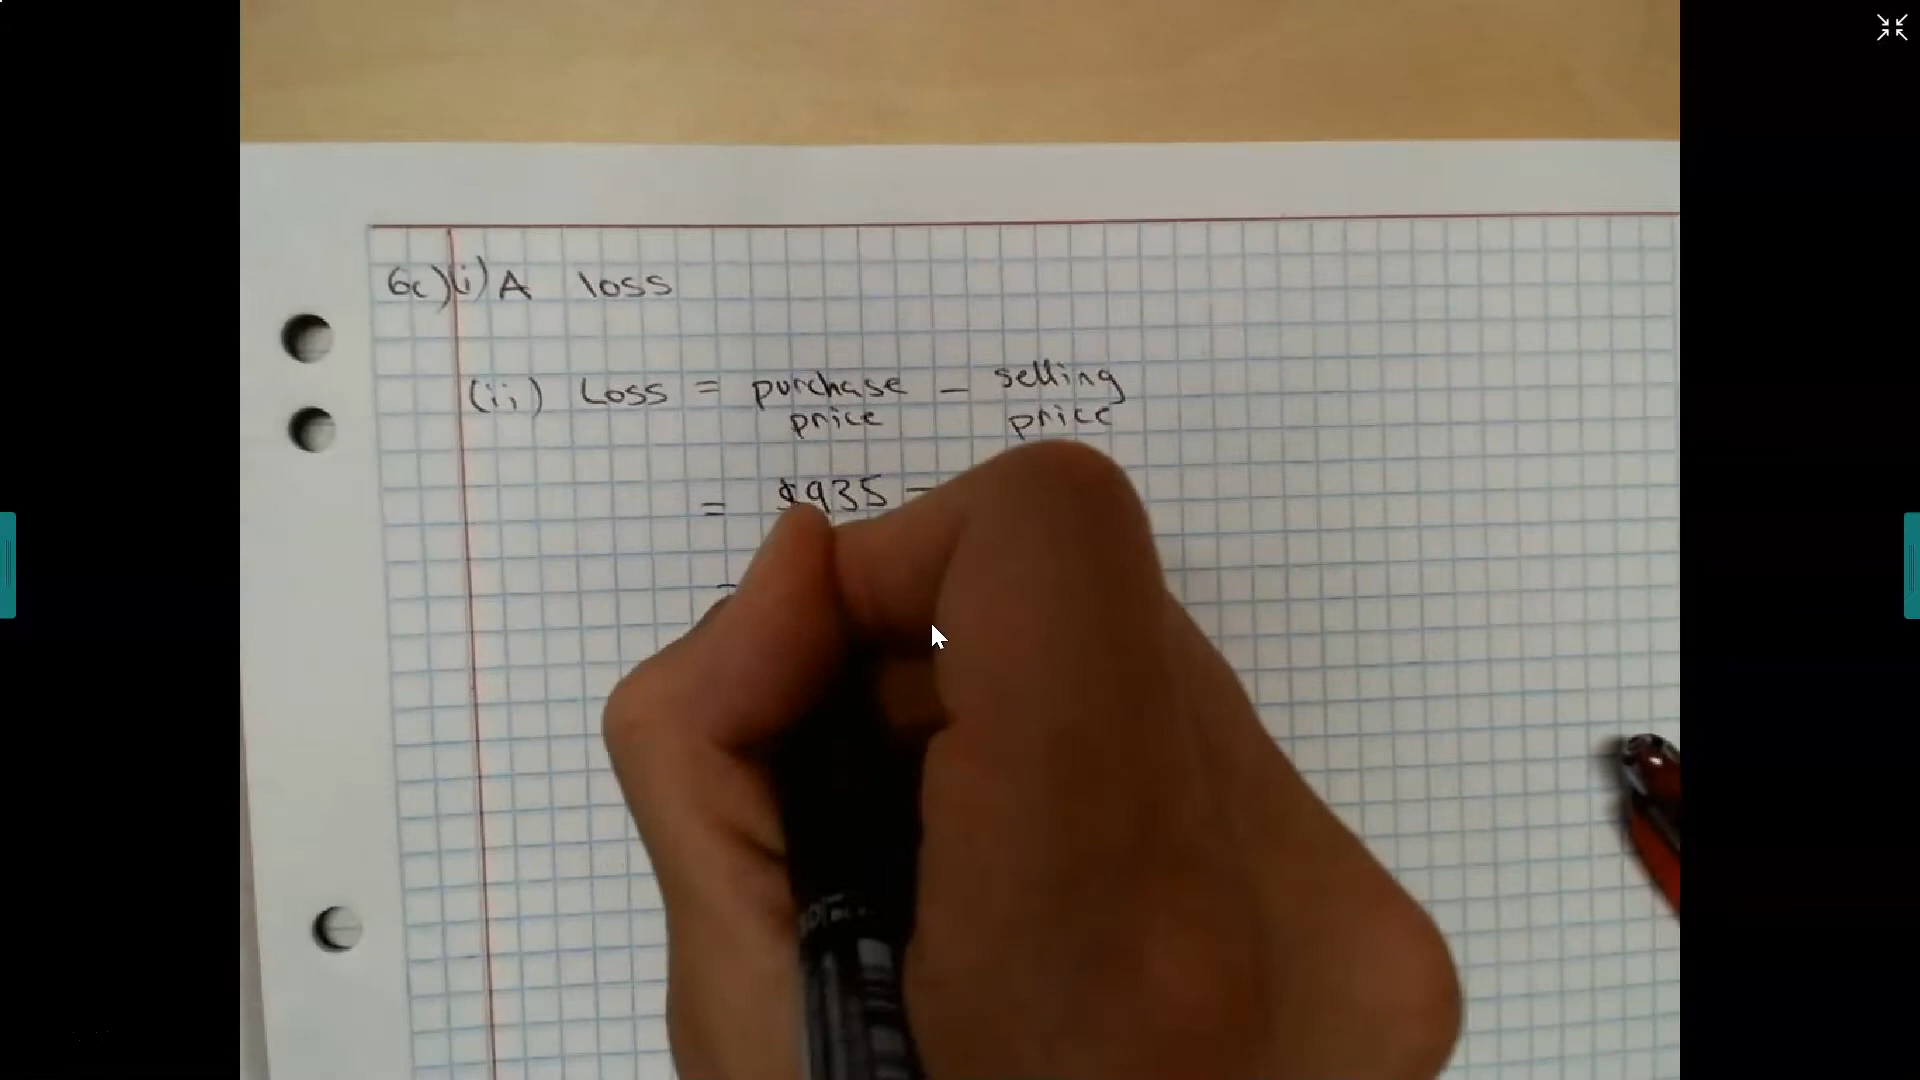 6c)(i) A loss
(ii) Loss = purchase price - selling price
= $935 -
=